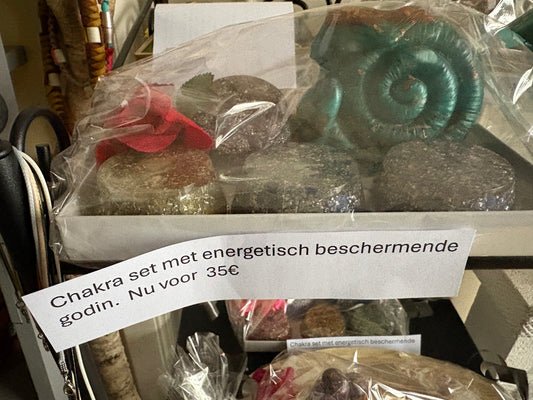 Chakra set met energetisch beschermende
godin. Nu voor 35€
Chakra set met energetisch beschermende